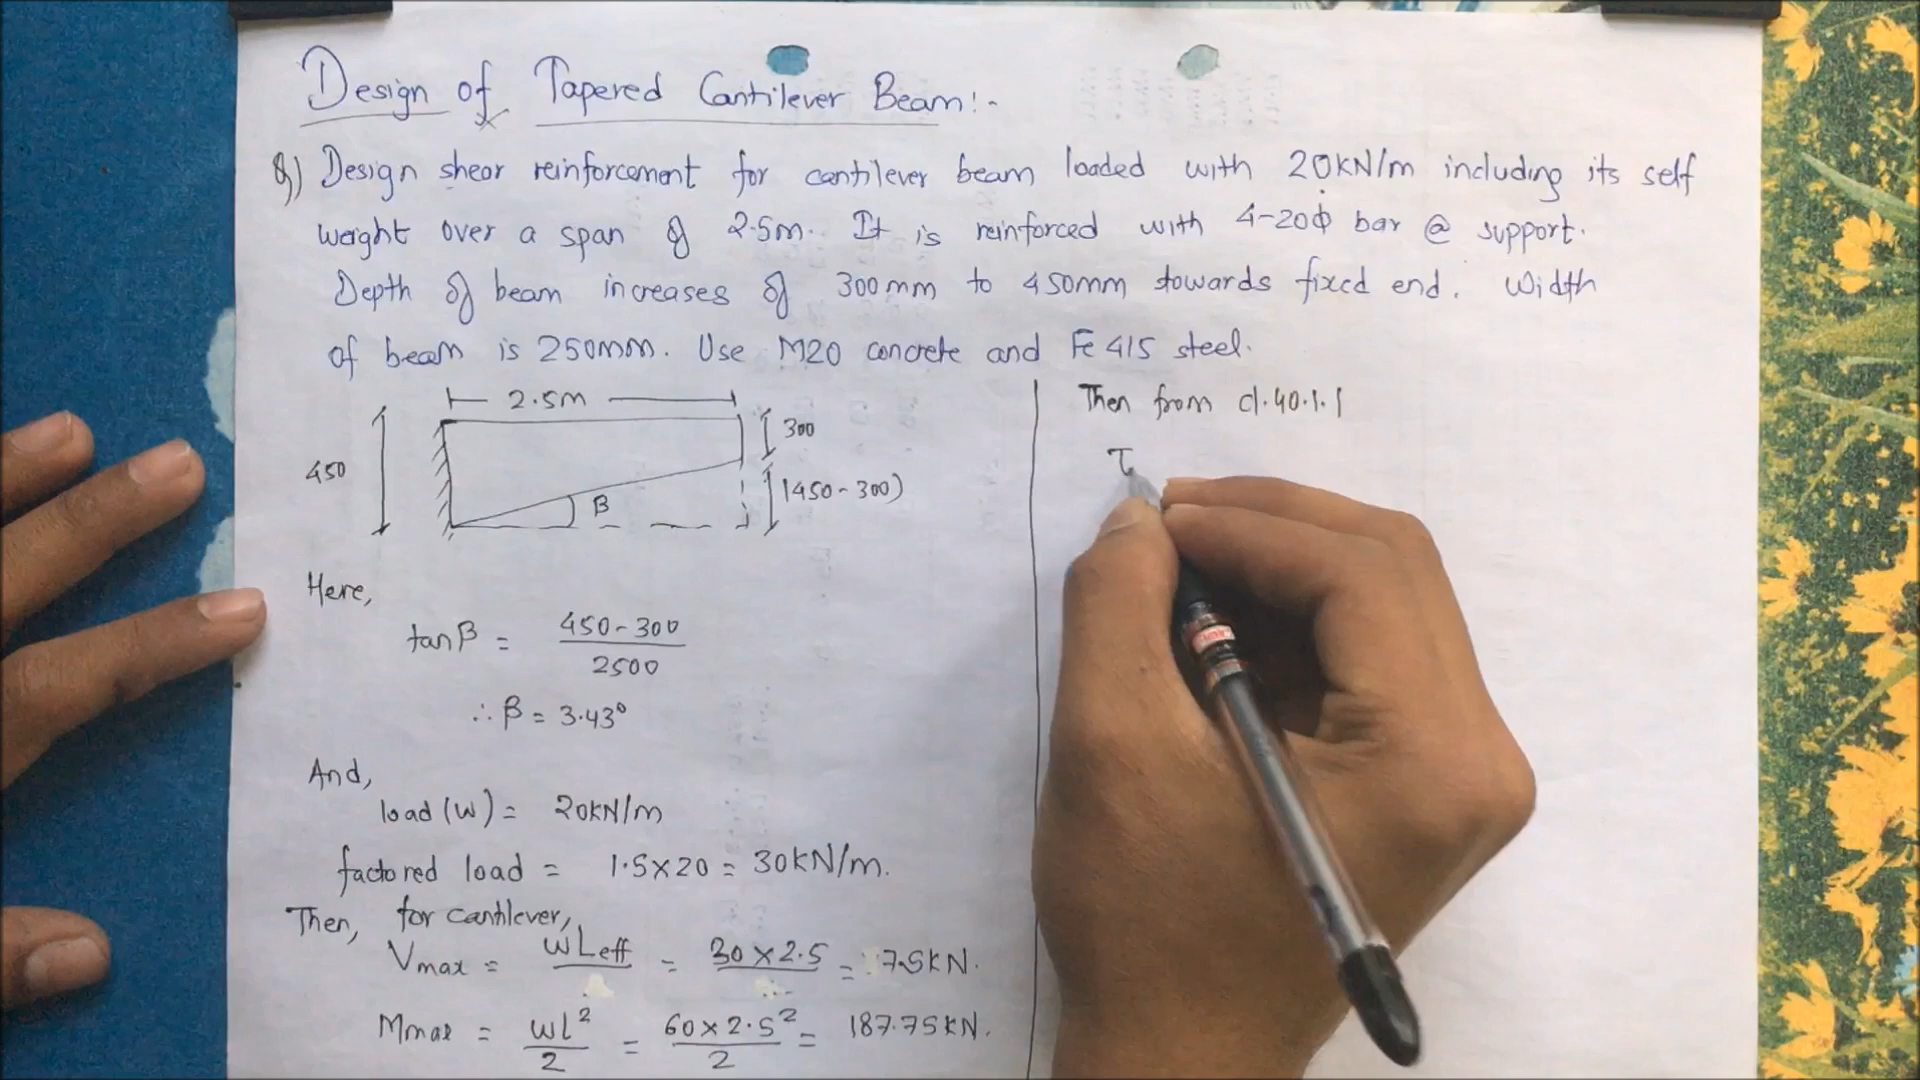 Design of Tapered Cantilever Beam:-
Q) Design shear reinforcement for cantilever beam loaded with 20kN/m including its self
weight over a span of 2.5m. It is reinforced with 4-20ϕ bar @ support.
Depth of beam increases of 300mm to 450mm towards fixed end. Width
of beam is 250mm. Use M20 concrete and Fe 415 steel.
2.5m
300
450
(450-300)
β
Here,
tanβ = 450-300 / 2500
∴ β = 3.43°
And,
load (w) = 20kN/m
factored load = 1.5×20 = 30kN/m.
Then, for cantilever,
Vmax = wLeff = 30×2.5 = 75kN.
Mmax = wl²/2 = 60×2.5²/2 = 187.75kN.
Then from cl.40.1.1
τ